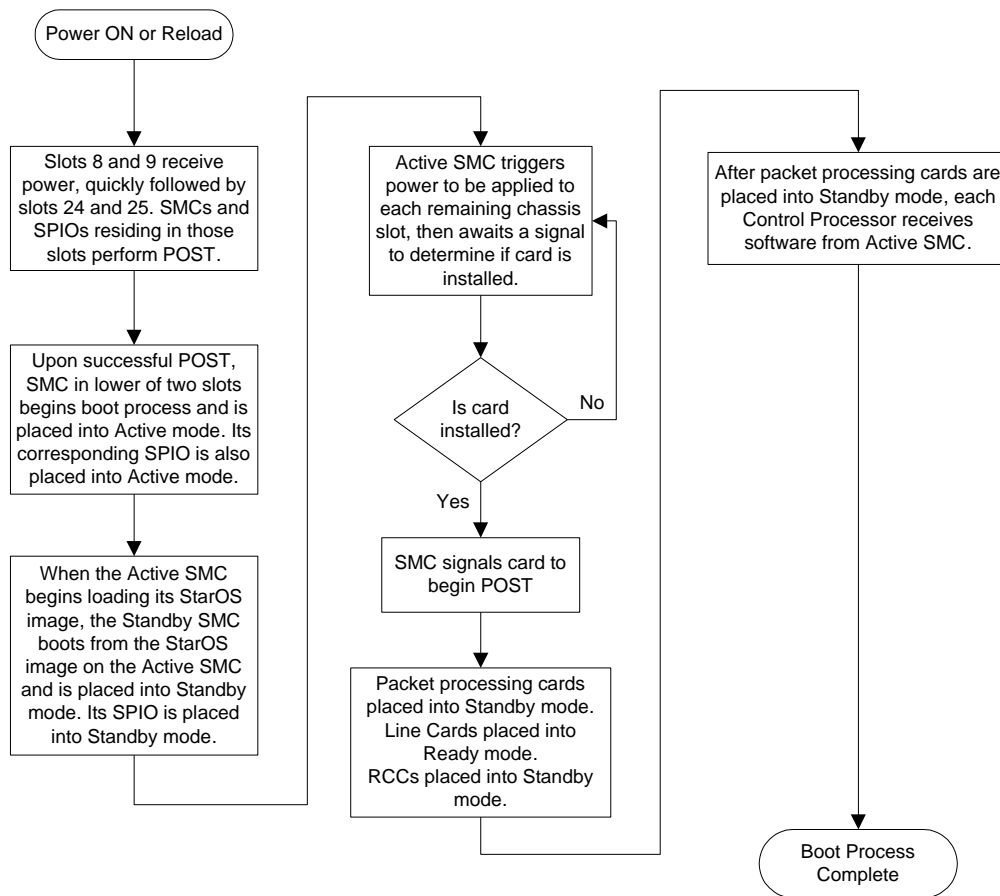 Power ON or Reload
Slots 8 and 9 receive
power, quickly followed by
slots 24 and 25. SMCs and
SPIOs residing in those
slots perform POST.
Upon successful POST,
SMC in lower of two slots
begins boot process and is
placed into Active mode. Its
corresponding SPIO is also
placed into Active mode.
When the Active SMC
begins loading its StarOS
image, the Standby SMC
boots from the StarOS
image on the Active SMC
and is placed into Standby
mode. Its SPIO is placed
into Standby mode.
Active SMC triggers
power to be applied to
each remaining chassis
slot, then awaits a signal
to determine if card is
installed.
Is card
installed?
No
Yes
SMC signals card to
begin POST
Packet processing cards
placed into Standby mode.
Line Cards placed into
Ready mode.
RCCs placed into Standby
mode.
After packet processing cards are
placed into Standby mode, each
Control Processor receives
software from Active SMC.
Boot Process
Complete